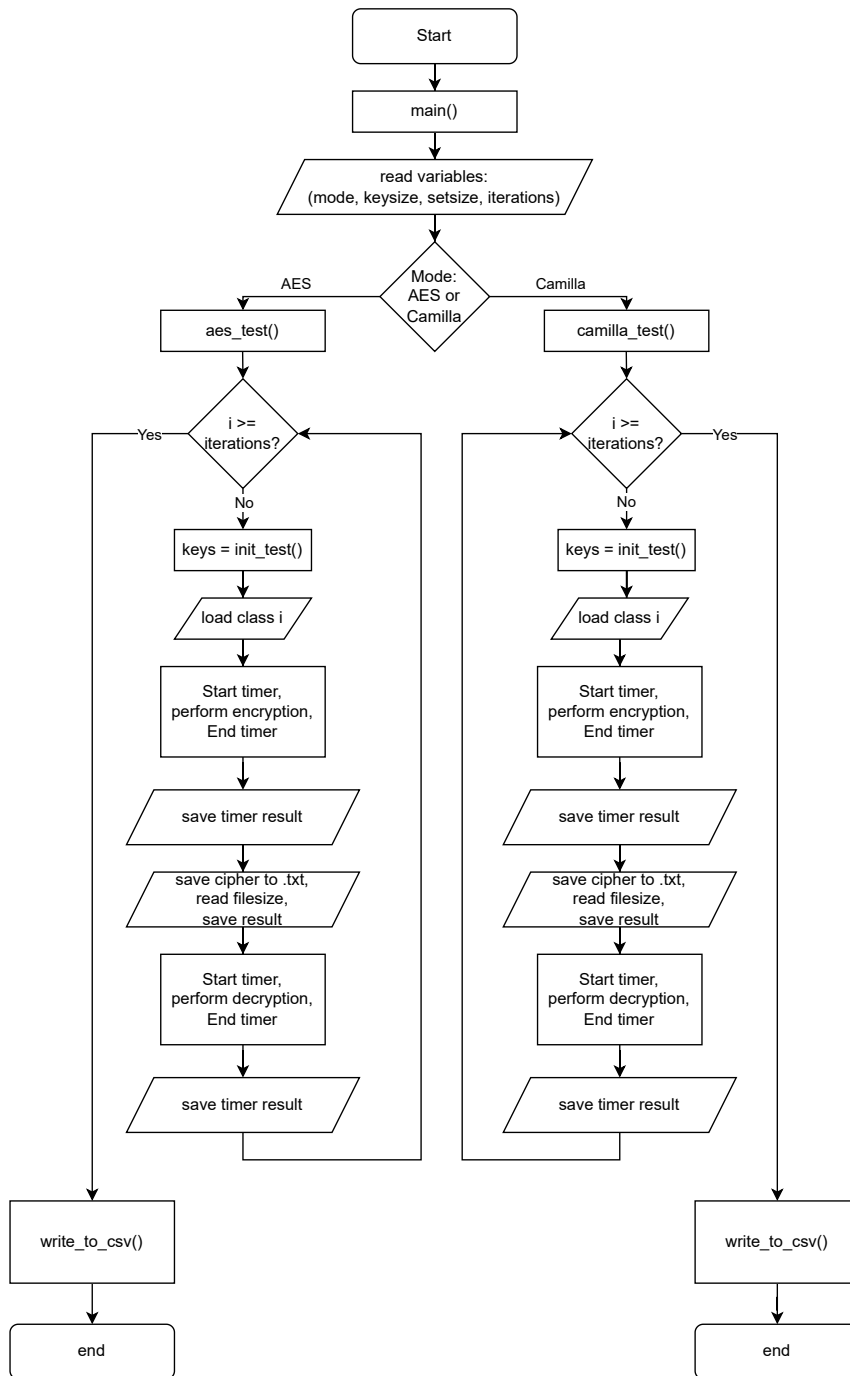 Start
main()
read variables:
(mode, keysize, setsize, iterations)
Mode:
AES or
Camilla
AES
Camilla
aes_test()
i >=
iterations?
Yes
No
keys = init_test()
load class i
Start timer,
perform encryption,
End timer
save timer result
save cipher to .txt,
read filesize,
save result
Start timer,
perform decryption,
End timer
save timer result
write_to_csv()
end
camilla_test()
i >=
iterations?
Yes
No
keys = init_test()
load class i
Start timer,
perform encryption,
End timer
save timer result
save cipher to .txt,
read filesize,
save result
Start timer,
perform decryption,
End timer
save timer result
write_to_csv()
end